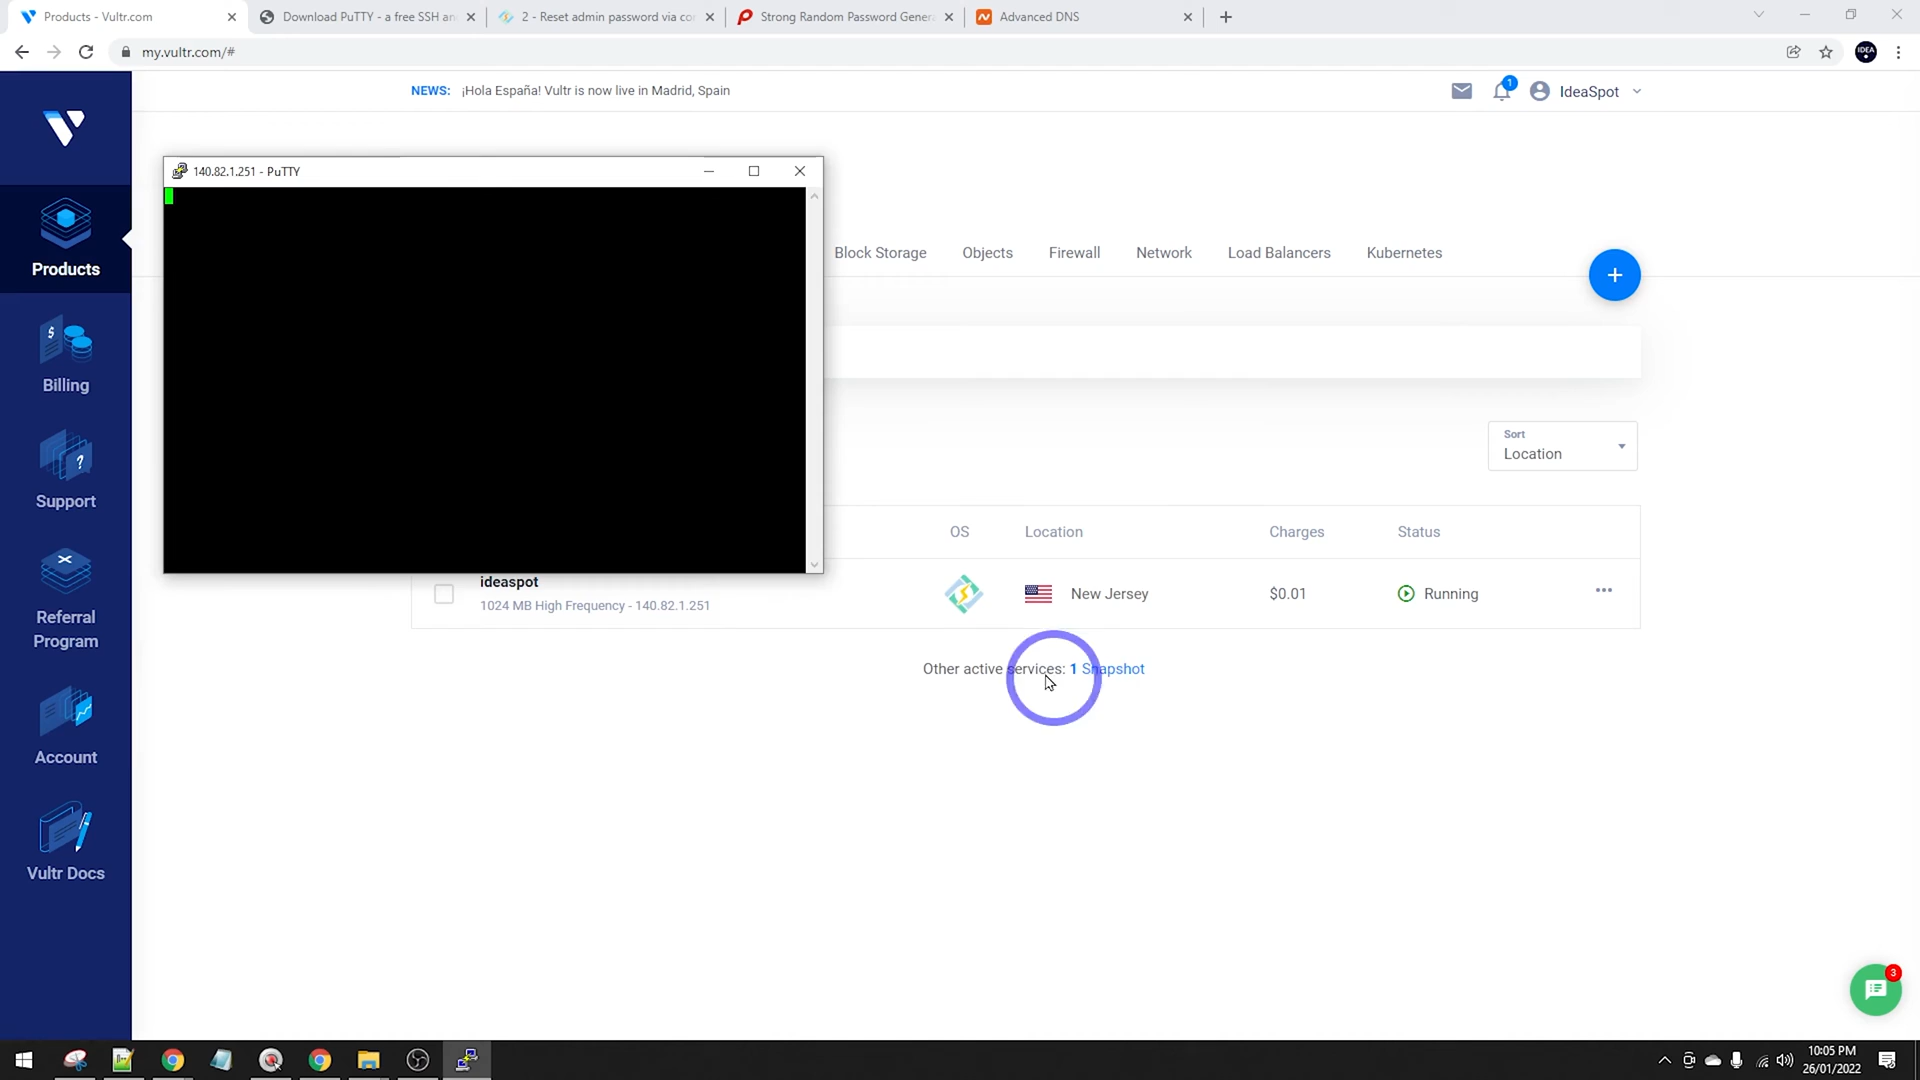 Products - Vultr.com
Download PuTTY - a free SSH an
2 - Reset admin password via co
Strong Random Password Genera
Advanced DNS
my.vultr.com/#
IDEA
NEWS: ¡Hola España! Vultr is now live in Madrid, Spain
1
IdeaSpot
140.82.1.251 - PuTTY
Block Storage
Objects
Firewall
Network
Load Balancers
Kubernetes
+
Products
Billing
Support
Referral
Program
Account
Vultr Docs
Sort
Location
OS
Location
Charges
Status
ideaspot
1024 MB High Frequency - 140.82.1.251
New Jersey
$0.01
Running
Other active services: 1 Snapshot
3
10:05 PM
26/01/2022